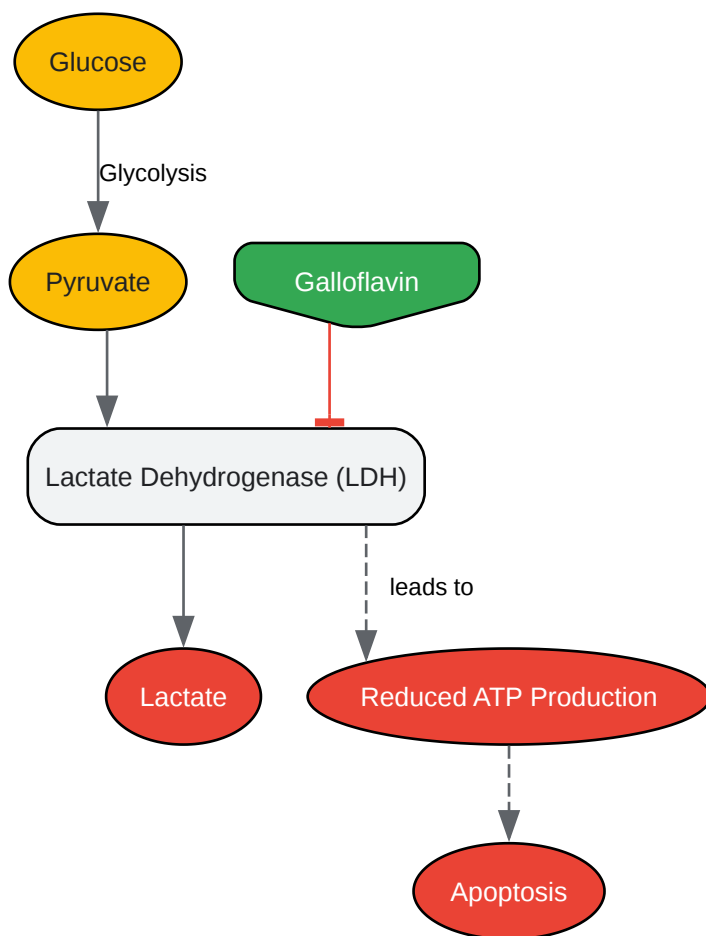 Glucose
Glycolysis
Pyruvate
Galloflavin
Lactate Dehydrogenase (LDH)
leads to
Lactate
Reduced ATP Production
Apoptosis